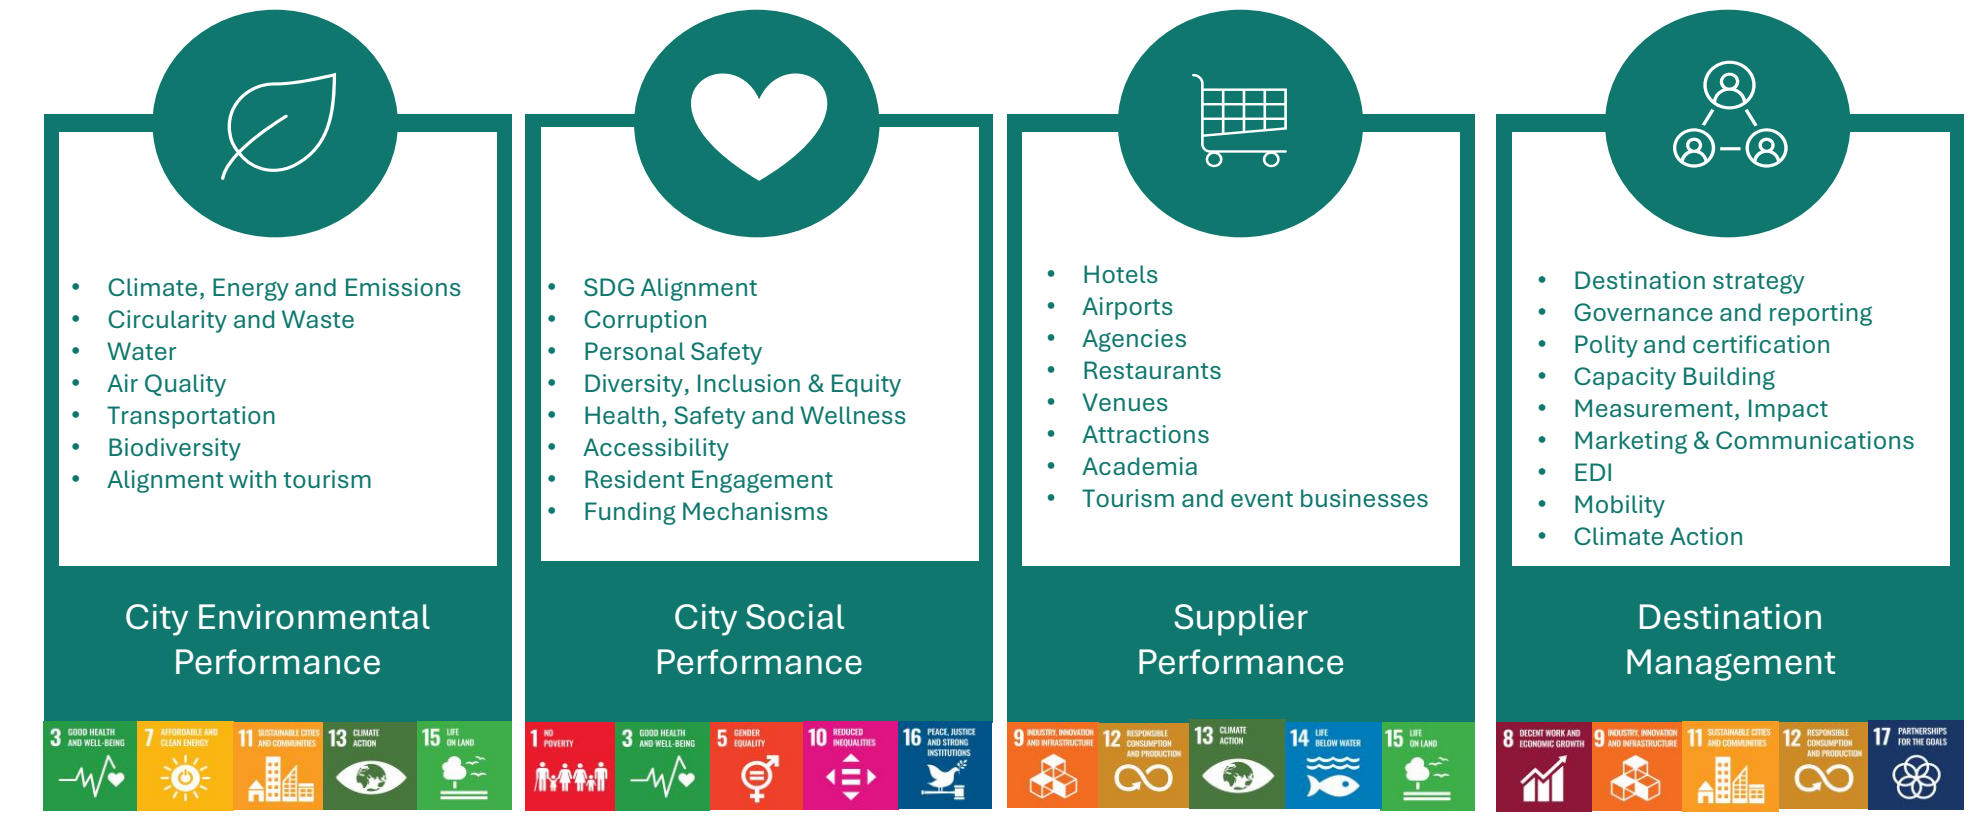 • Climate, Energy and Emissions
• Circularity and Waste
• Water
• Air Quality
• Transportation
• Biodiversity
• Alignment with tourism
City Environmental
Performance
3 GOOD HEALTH
AND WELL-BEING
7 AFFORDABLE AND
CLEAN ENERGY
11 SUSTAINABLE CITIES
AND COMMUNITIES
13 CLIMATE
ACTION
15 LIFE
ON LAND
• SDG Alignment
• Corruption
• Personal Safety
• Diversity, Inclusion & Equity
• Health, Safety and Wellness
• Accessibility
• Resident Engagement
• Funding Mechanisms
City Social
Performance
1 NO
POVERTY
3 GOOD HEALTH
AND WELL-BEING
5 GENDER
EQUALITY
10 REDUCED
INEQUALITIES
16 PEACE, JUSTICE
AND STRONG
INSTITUTIONS
• Hotels
• Airports
• Agencies
• Restaurants
• Venues
• Attractions
• Academia
• Tourism and event businesses
Supplier
Performance
9 INDUSTRY, INNOVATION
AND INFRASTRUCTURE
12 RESPONSIBLE
CONSUMPTION
AND PRODUCTION
13 CLIMATE
ACTION
14 LIFE
BELOW WATER
15 LIFE
ON LAND
• Destination strategy
• Governance and reporting
• Polity and certification
• Capacity Building
• Measurement, Impact
• Marketing & Communications
• EDI
• Mobility
• Climate Action
Destination
Management
8 DECENT WORK AND
ECONOMIC GROWTH
9 INDUSTRY, INNOVATION
AND INFRASTRUCTURE
11 SUSTAINABLE CITIES
AND COMMUNITIES
12 RESPONSIBLE
CONSUMPTION
AND PRODUCTION
17 PARTNERSHIPS
FOR THE GOALS